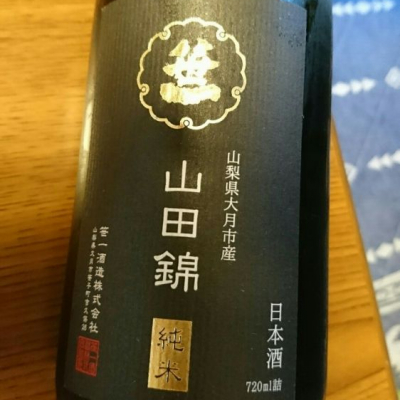 笹一
山梨県大月市産
山田錦
純米
笹一酒造株式会社
日本酒
720ml詰